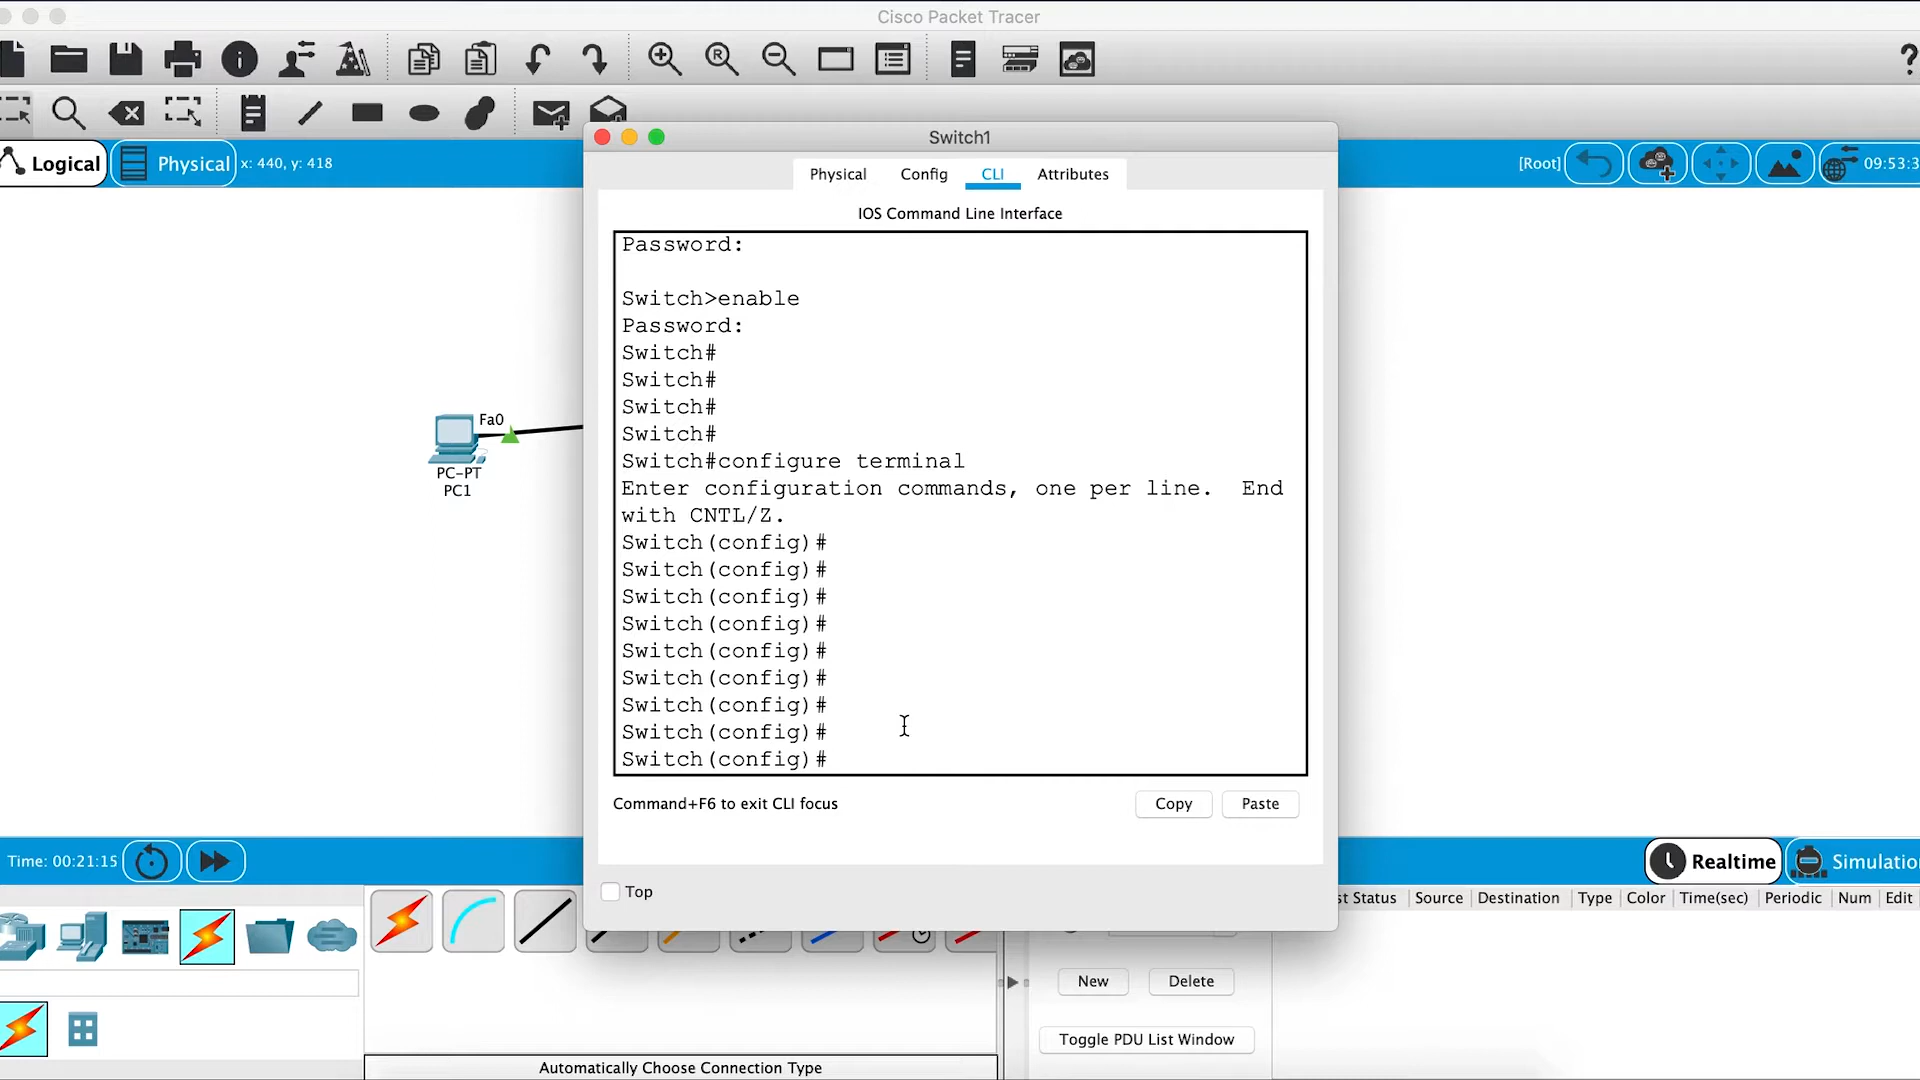 Cisco Packet Tracer
Logical
Physical
x: 440, y: 418
[Root]
09:53:3
Switch1
Physical
Config
CLI
Attributes
IOS Command Line Interface
Password:
Switch>enable
Password:
Switch#
Switch#
Switch#
Switch#
Switch#configure terminal
Enter configuration commands, one per line.  End
with CNTL/Z.
Switch(config)#
Switch(config)#
Switch(config)#
Switch(config)#
Switch(config)#
Switch(config)#
Switch(config)#
Switch(config)#
Switch(config)#
Fa0
PC-PT
PC1
Command+F6 to exit CLI focus
Copy
Paste
Time: 00:21:15
Realtime
Simulatio
Top
st Status
Source
Destination
Type
Color
Time(sec)
Periodic
Num
Edit
New
Delete
Toggle PDU List Window
Automatically Choose Connection Type